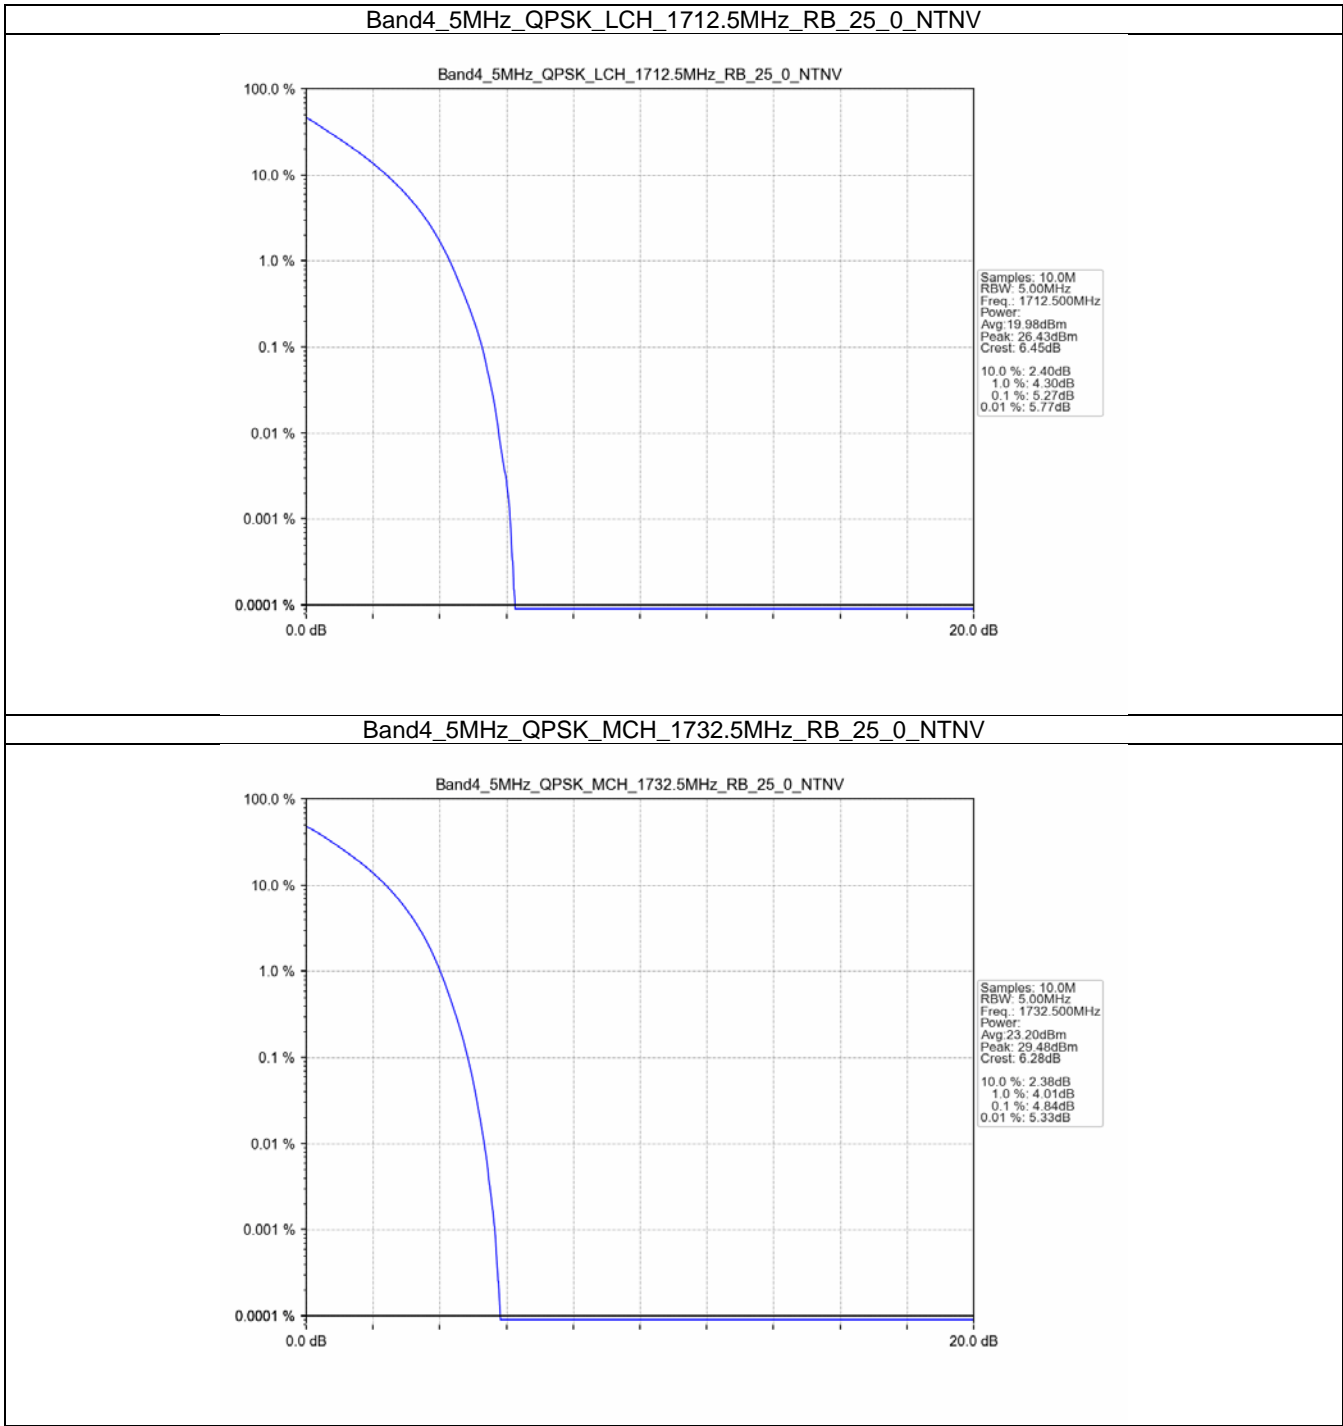 Band4_5MHz_QPSK_LCH_1712.5MHz_RB_25_0_NTNV
Band4_5MHz_QPSK_LCH_1712.5MHz_RB_25_0_NTNV
100.0 %
10.0 %
1.0 %
0.1 %
0.01 %
0.001 %
0.0001 %
0.0 dB
20.0 dB
Samples: 10.0M
RBW: 5.00MHz
Freq.: 1712.500MHz
Power:
Avg:19.98dBm
Peak: 26.43dBm
Crest: 6.45dB
10.0 %: 2.40dB
1.0 %: 4.30dB
0.1 %: 5.27dB
0.01 %: 5.77dB
Band4_5MHz_QPSK_MCH_1732.5MHz_RB_25_0_NTNV
Band4_5MHz_QPSK_MCH_1732.5MHz_RB_25_0_NTNV
100.0 %
10.0 %
1.0 %
0.1 %
0.01 %
0.001 %
0.0001 %
0.0 dB
20.0 dB
Samples: 10.0M
RBW: 5.00MHz
Freq.: 1732.500MHz
Power:
Avg:23.20dBm
Peak: 29.48dBm
Crest: 6.28dB
10.0 %: 2.38dB
1.0 %: 4.01dB
0.1 %: 4.84dB
0.01 %: 5.33dB